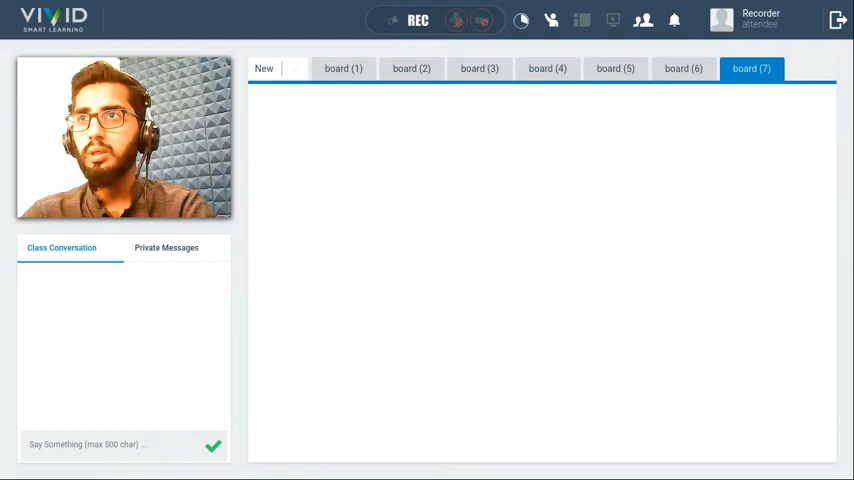 VIVID
SMART LEARNING
REC
Recorder
attendee
New
board (1)
board (2)
board (3)
board (4)
board (5)
board (6)
board (7)
Class Conversation
Private Messages
Say Something (max 500 char) ...